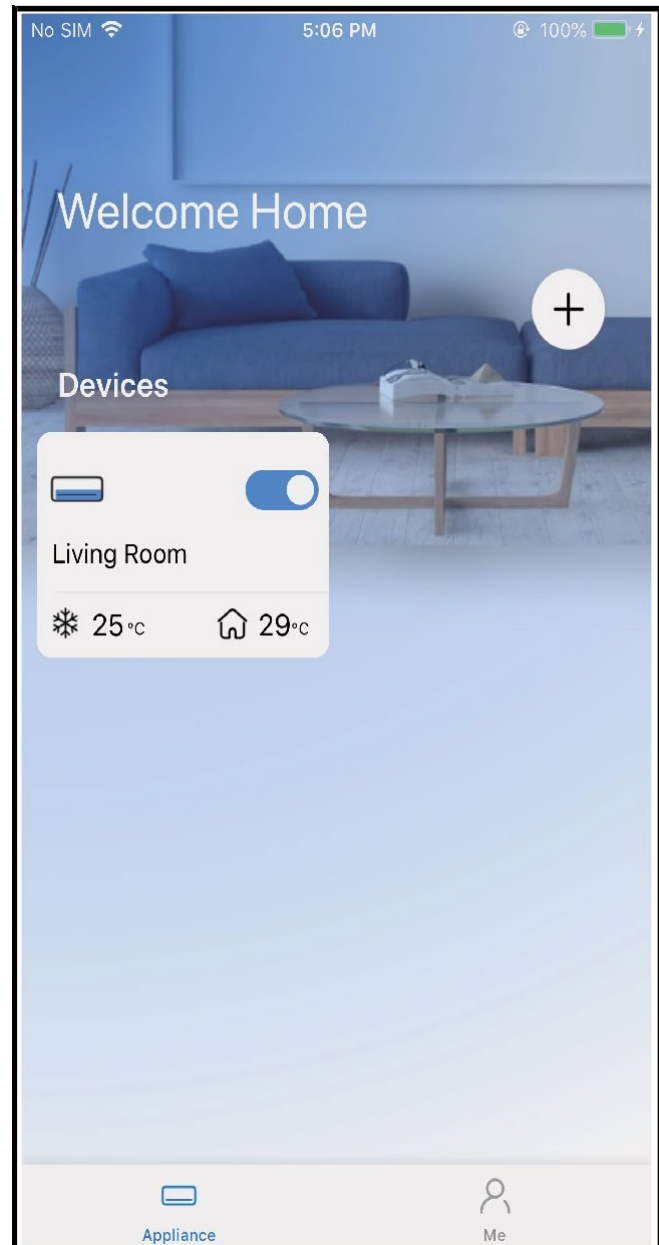 No SIM 5:06 PM 100%
Welcome Home
+
Devices
Living Room
25°C 29°C
Appliance Me